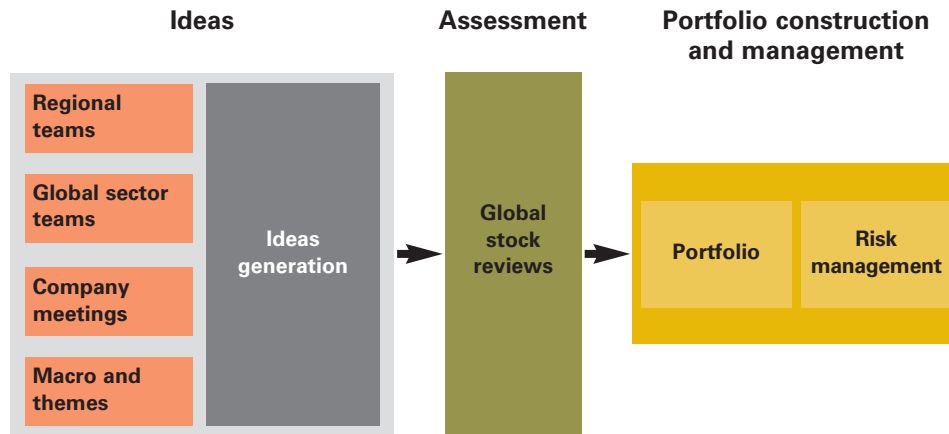 Ideas
Assessment
Portfolio construction
and management
Regional
teams
Global sector
teams
Company
meetings
Macro and
themes
Ideas
generation
Global
stock
reviews
Portfolio
Risk
management